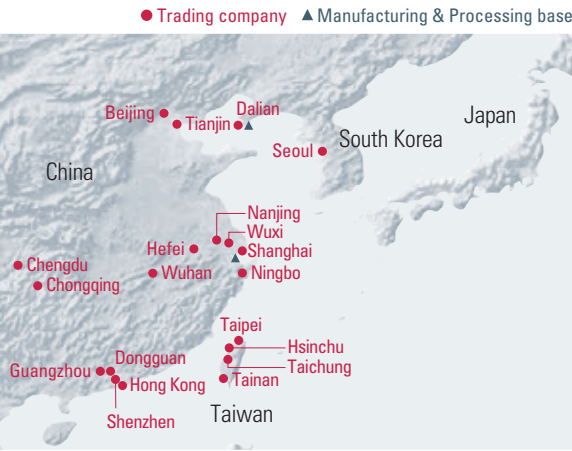 Trading company
Manufacturing & Processing base
Beijing
Tianjin
Dalian
Japan
South Korea
Seoul
China
Nanjing
Wuxi
Hefei
Shanghai
Chengdu
Wuhan
Ningbo
Chongqing
Taipei
Hsinchu
Taichung
Dongguan
Guangzhou
Tainan
Hong Kong
Shenzhen
Taiwan